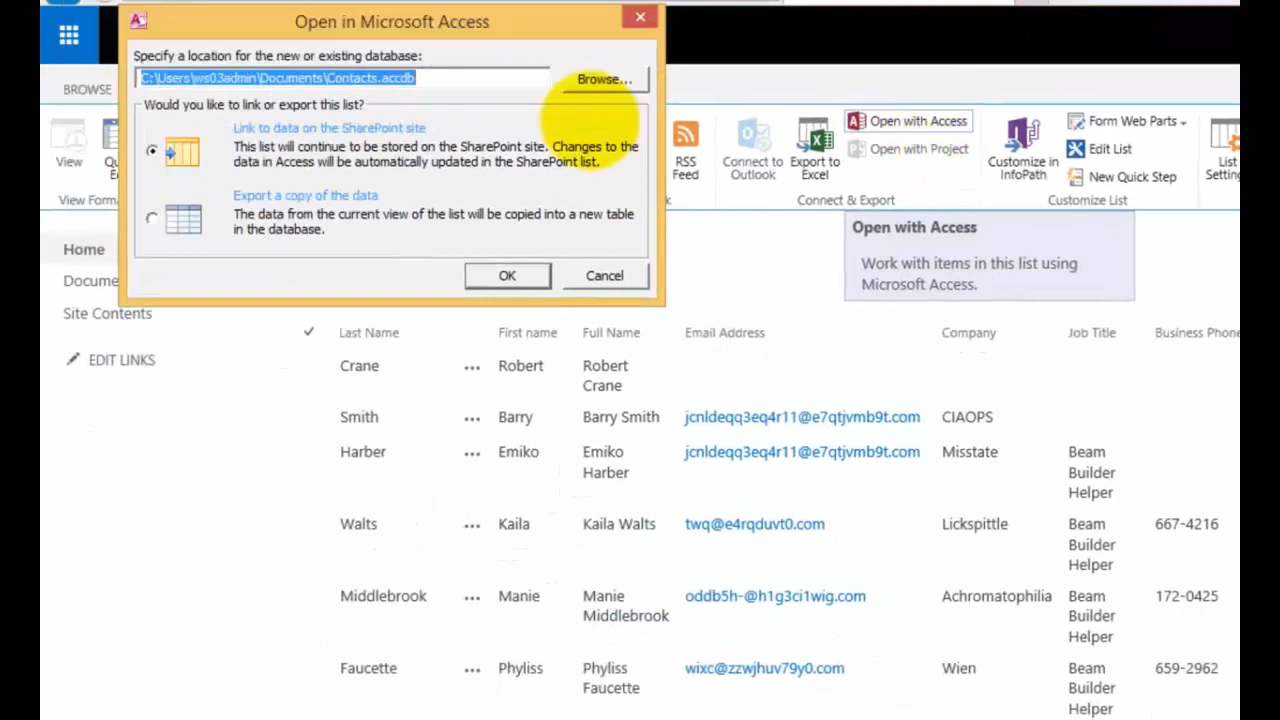 Open in Microsoft Access
Specify a location for the new or existing database:
C:\Users\ws03admin\Documents\Contacts.accdb
Browse...
Would you like to link or export this list?
Link to data on the SharePoint site
This list will continue to be stored on the SharePoint site. Changes to the
data in Access will be automatically updated in the SharePoint list.
Export a copy of the data
The data from the current view of the list will be copied into a new table
in the database.
OK Cancel
BROWSE
View
View
RSS
Feed
Connect to
Outlook
Export to
Excel
Open with Access
Open with Project
Connect & Export
Customize in
InfoPath
Form Web Parts
Edit List
New Quick Step
Customize List
List
Open with Access
Work with items in this list using
Microsoft Access.
Home
Site Contents
EDIT LINKS
Last Name First name Full Name Email Address Company Job Title Business Phone
Crane ... Robert Robert
Crane
Smith ... Barry Barry Smith jcnldeqq3eq4r11@e7qtjvmb9t.com CIAOPS
Harber ... Emiko Emiko jcnldeqq3eq4r11@e7qtjvmb9t.com Misstate Beam
Harber Builder
Helper
Walts ... Kaila Kaila Walts twq@e4rqduvt0.com Lickspittle Beam 667-4216
Builder
Helper
Middlebrook ... Manie Manie oddb5h-@h1g3ci1wig.com Achromatophilia Beam 172-0425
Middlebrook Builder
Helper
Faucette ... Phyliss Phyliss wixc@zzwjhuv79y0.com Wien Beam 659-2962
Faucette Builder
Helper